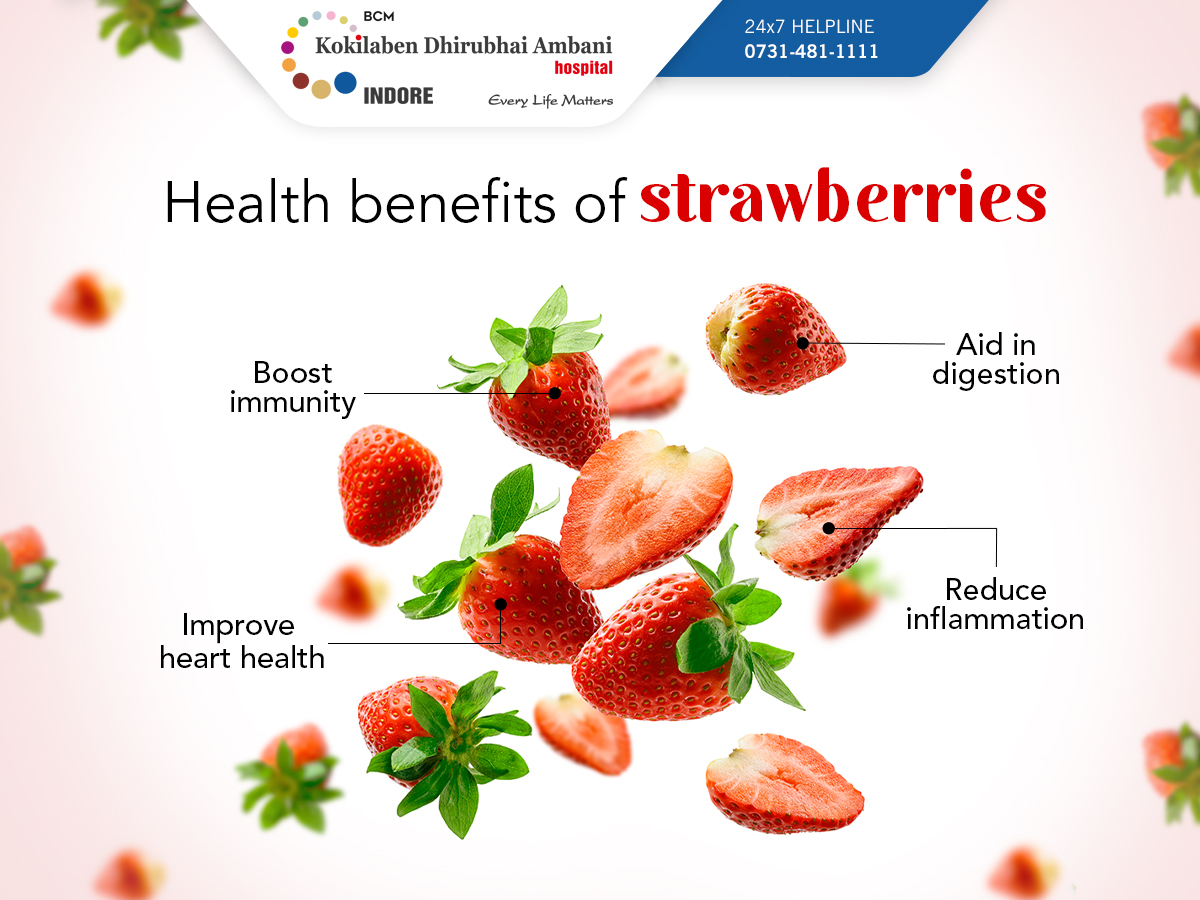 BCM
Kokilaben Dhirubhai Ambani
hospital
INDORE
Every Life Matters
24x7 HELPLINE
0731-481-1111
Health benefits of strawberries
Boost
immunity
Aid in
digestion
Improve
heart health
Reduce
inflammation